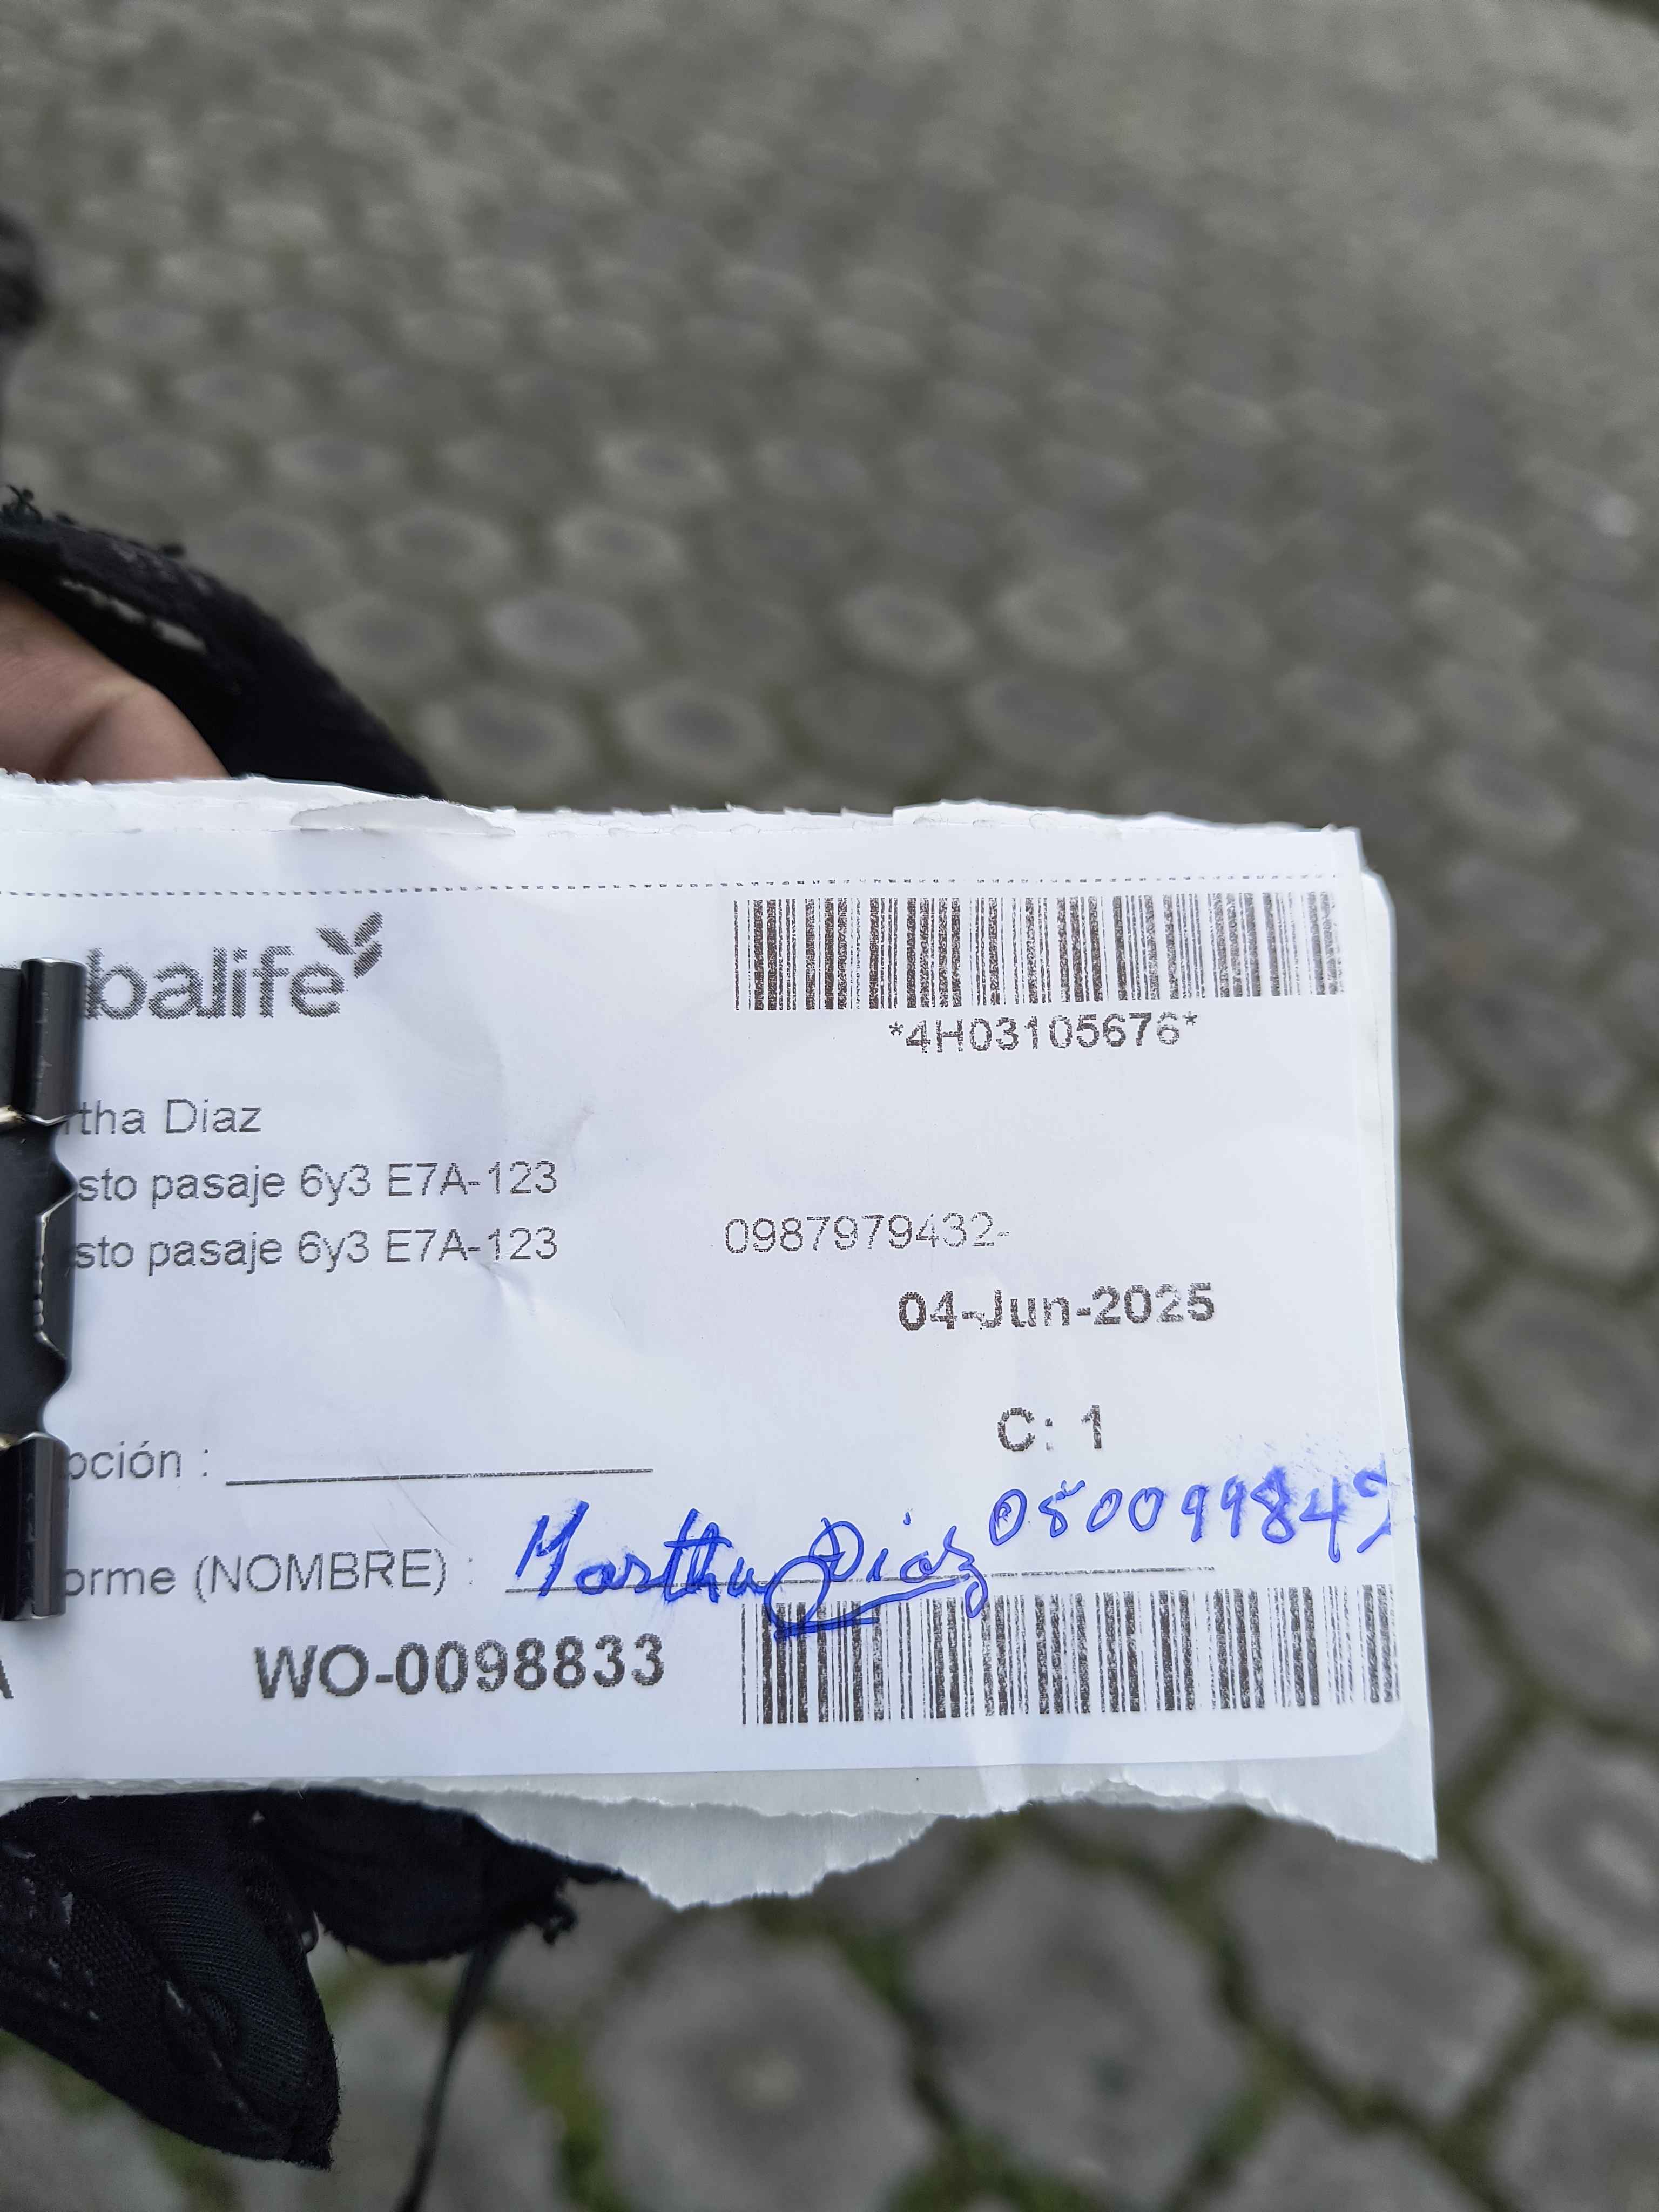 balife
*4H03105676*
tha Diaz
sto pasaje 6y3 E7A-123
sto pasaje 6y3 E7A-123
0987979432-
04-Jun-2025
C: 1
pción :
orme (NOMBRE) : Martha Diaz
WO-0098833